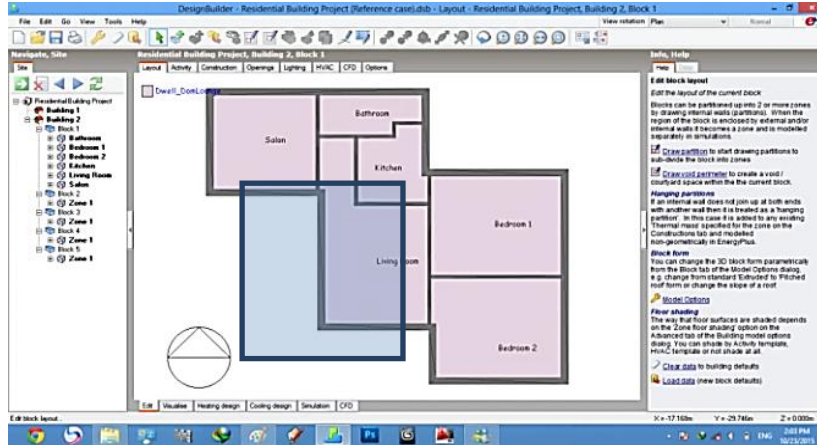 DesignBuilder - Residential Building Project (Reference case).dsb - Layout - Residential Building Project, Building 2, Block 1
File Edit Go View Tools Help
View rotation Plan Normal
Navigate, Site
Site
Residential Building Project
Building 1
Building 2
Block 1
Bathroom
Bedroom 1
Bedroom 2
Kitchen
Living Room
Salon
Block 2
Zone 1
Block 3
Zone 1
Block 4
Zone 1
Block 5
Zone 1
Residential Building Project, Building 2, Block 1
Layout Activity Construction Openings Lighting HVAC CFD Options
Dwell_DomLounge
Bathroom
Salon
Kitchen
Bedroom 1
Living Room
Bedroom 2
Edit Visualise Heating design Cooling design Simulation CFD
Info, Help
Help Data
Edit block layout
Edit the layout of the current block
Blocks can be partitioned up into 2 or more zones
by drawing internal walls (partitions). When the
region of the block is enclosed by external and/or
internal walls it becomes a zone and is modelled
separately in simulations.
Draw partition to start drawing partitions to
sub-divide the block into zones
Draw void perimeter to create a void /
courtyard space within the the current block.
Hanging partitions
If an internal wall does not join up at both ends
with another wall then it is treated as a 'hanging
partition'. In this case it is added to any existing
'Thermal mass' specified for the zone on the
Constructions tab and modelled
non-geometrically in EnergyPlus.
Block form
You can change the 3D block form parametrically
from the Block tab of the Model Options dialog,
e.g. change from standard 'Extruded' to 'Pitched
roof' form or change the slope of a roof.
Model Options
Floor shading
The way that floor surfaces are shaded depends
on the 'Zone floor shading' option on the
Advanced tab of the Building model options
dialog. You can shade by Activity template,
HVAC template or not shade at all.
Clear data to building defaults
Load data (new block defaults)
Edit block layout.
X = -17.168m Y = -29.746m Z = 0.000m
ENG 2:03 PM
10/23/2015